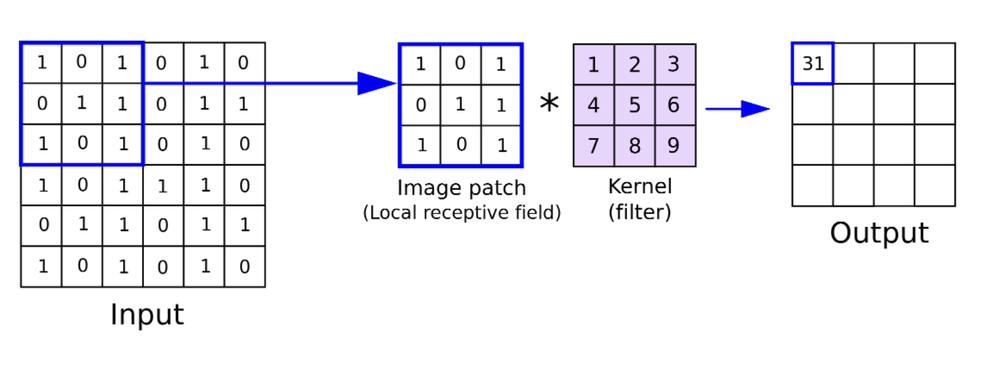 1 0 1 0 1 0
0 1 1 0 1 1
1 0 1 0 1 0
1 0 1 1 1 0
0 1 1 0 1 1
1 0 1 0 1 0
Input
1 0 1
0 1 1
1 0 1
Image patch
(Local receptive field)
*
1 2 3
4 5 6
7 8 9
Kernel
(filter)
31
Output